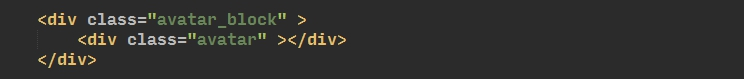 <div class="avatar_block" >
    <div class="avatar" ></div>
</div>